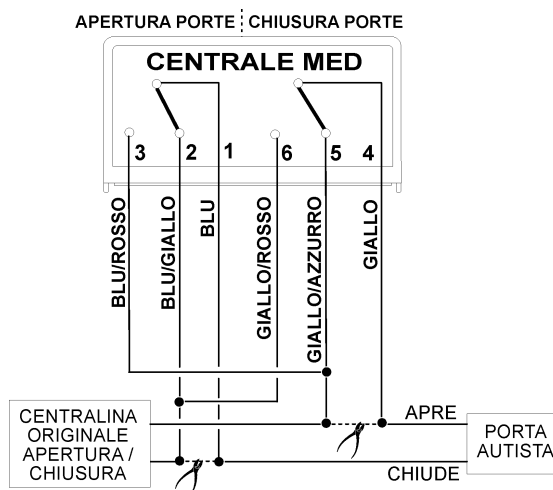 APERTURA PORTE CHIUSURA PORTE
CENTRALE MED
3 2 1 6 5 4
BLU/ROSSO
BLU/GIALLO
BLU
GIALLO/ROSSO
GIALLO/AZZURRO
GIALLO
CENTRALINA
ORIGINALE
APERTURA /
CHIUSURA
APRE
CHIUDE
PORTA
AUTISTA